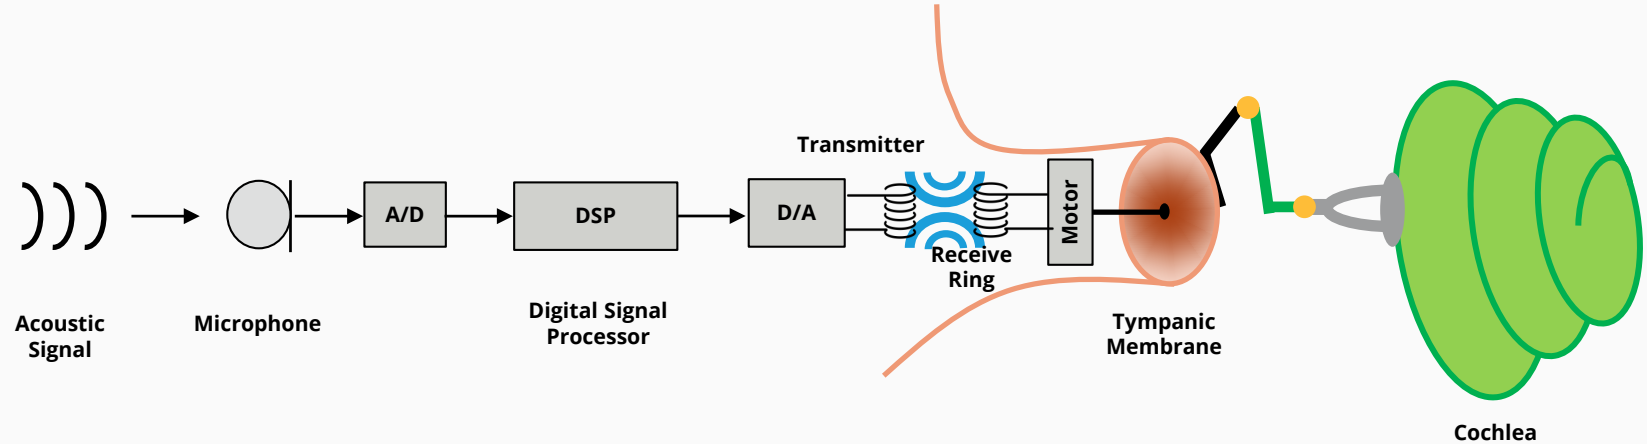 Acoustic
Signal
Microphone
A/D
DSP
Digital Signal
Processor
D/A
Transmitter
Receive
Ring
Motor
Tympanic
Membrane
Cochlea